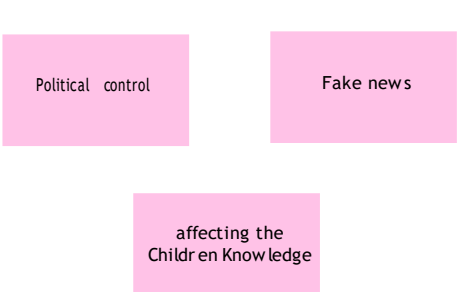 Political control
Fake news
affecting the
Children Knowledge